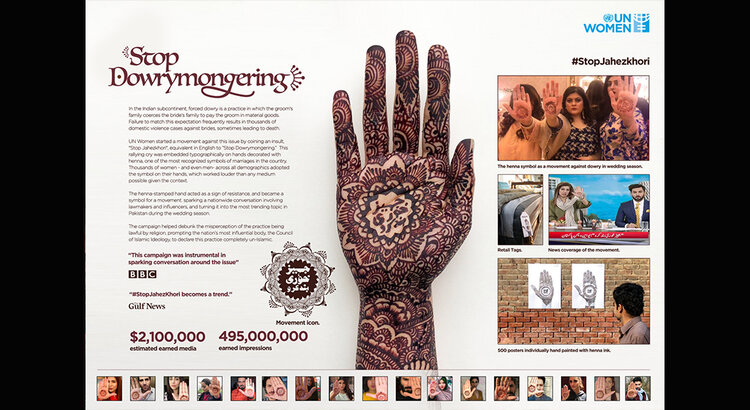 UN
WOMEN
Stop
Dowrymongering
#StopJahezkhori
In the Indian subcontinent, forced dowry is a practice in which the groom's
family coerces the bride's family to pay the groom in material goods.
Failure to match this expectation frequently results in thousands of
domestic violence cases against brides, sometimes leading to death.
UN Women started a movement against this issue by coining an insult,
"Stop JahezKhori", equivalent in English to "Stop Dowrymongering." This
rallying-cry was embedded typographically on hands decorated with
henna, one of the most recognized symbols of marriages in the country.
Thousands of women - and even men- across all demographics adopted
the symbol on their hands, which worked louder than any medium
possible given the context.
The henna-stamped hand acted as a sign of resistance, and became a
symbol for a movement, sparking a nationwide conversation involving
lawmakers and influencers, and turning it into the most trending topic in
Pakistan during the wedding season.
The campaign helped debunk the misperception of the practice being
lawful by religion, prompting the nation's most influential body, the Council
of Islamic Ideology, to declare this practice completely un-Islamic.
"This campaign was instrumental in
sparking conversation around the issue"
BBC
"#StopJahezKhori becomes a trend."
Gulf News
Movement icon.
$2,100,000
estimated earned media
495,000,000
earned impressions
The henna symbol as a movement against dowry in wedding season.
Retail Tags.
News coverage of the movement.
500 posters individually hand painted with henna ink.